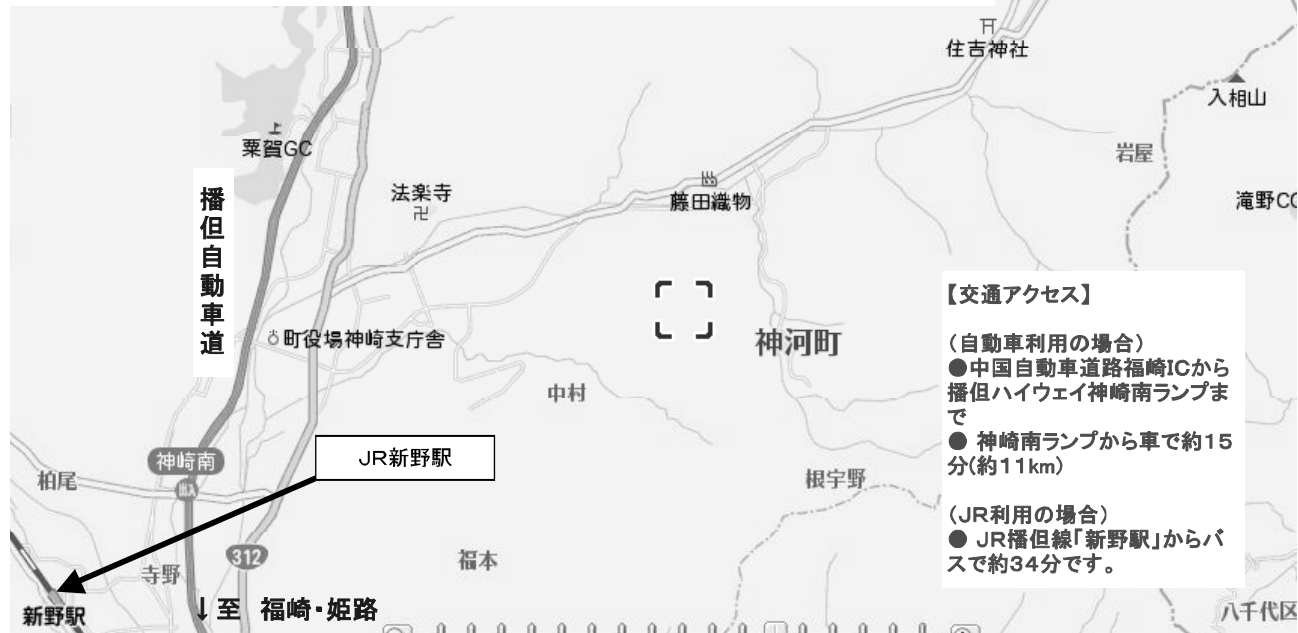 住吉神社
入相山
粟賀GC
岩屋
播但自動車道
法楽寺
藤田織物
滝野CC
【交通アクセス】
（自動車利用の場合）
●中国自動車道路福崎ICから
播但ハイウェイ神崎南ランプま
で
● 神崎南ランプから車で約15
分(約11km)
（JR利用の場合）
● JR播但線「新野駅」からバ
スで約34分です。
町役場神崎支庁舎
神河町
中村
JR新野駅
神崎南
出入
柏尾
根宇野
312
福本
寺野
新野駅
↓至 福崎・姫路
八千代区